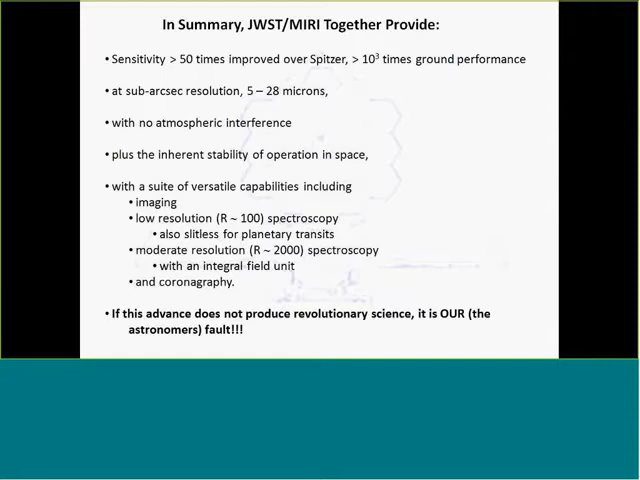 In Summary, JWST/MIRI Together Provide:
• Sensitivity > 50 times improved over Spitzer, > 10³ times ground performance
• at sub-arcsec resolution, 5 – 28 microns,
• with no atmospheric interference
• plus the inherent stability of operation in space,
• with a suite of versatile capabilities including
• imaging
• low resolution (R ~ 100) spectroscopy
• also slitless for planetary transits
• moderate resolution (R ~ 2000) spectroscopy
• with an integral field unit
• and coronagraphy.
• If this advance does not produce revolutionary science, it is OUR (the
astronomers) fault!!!